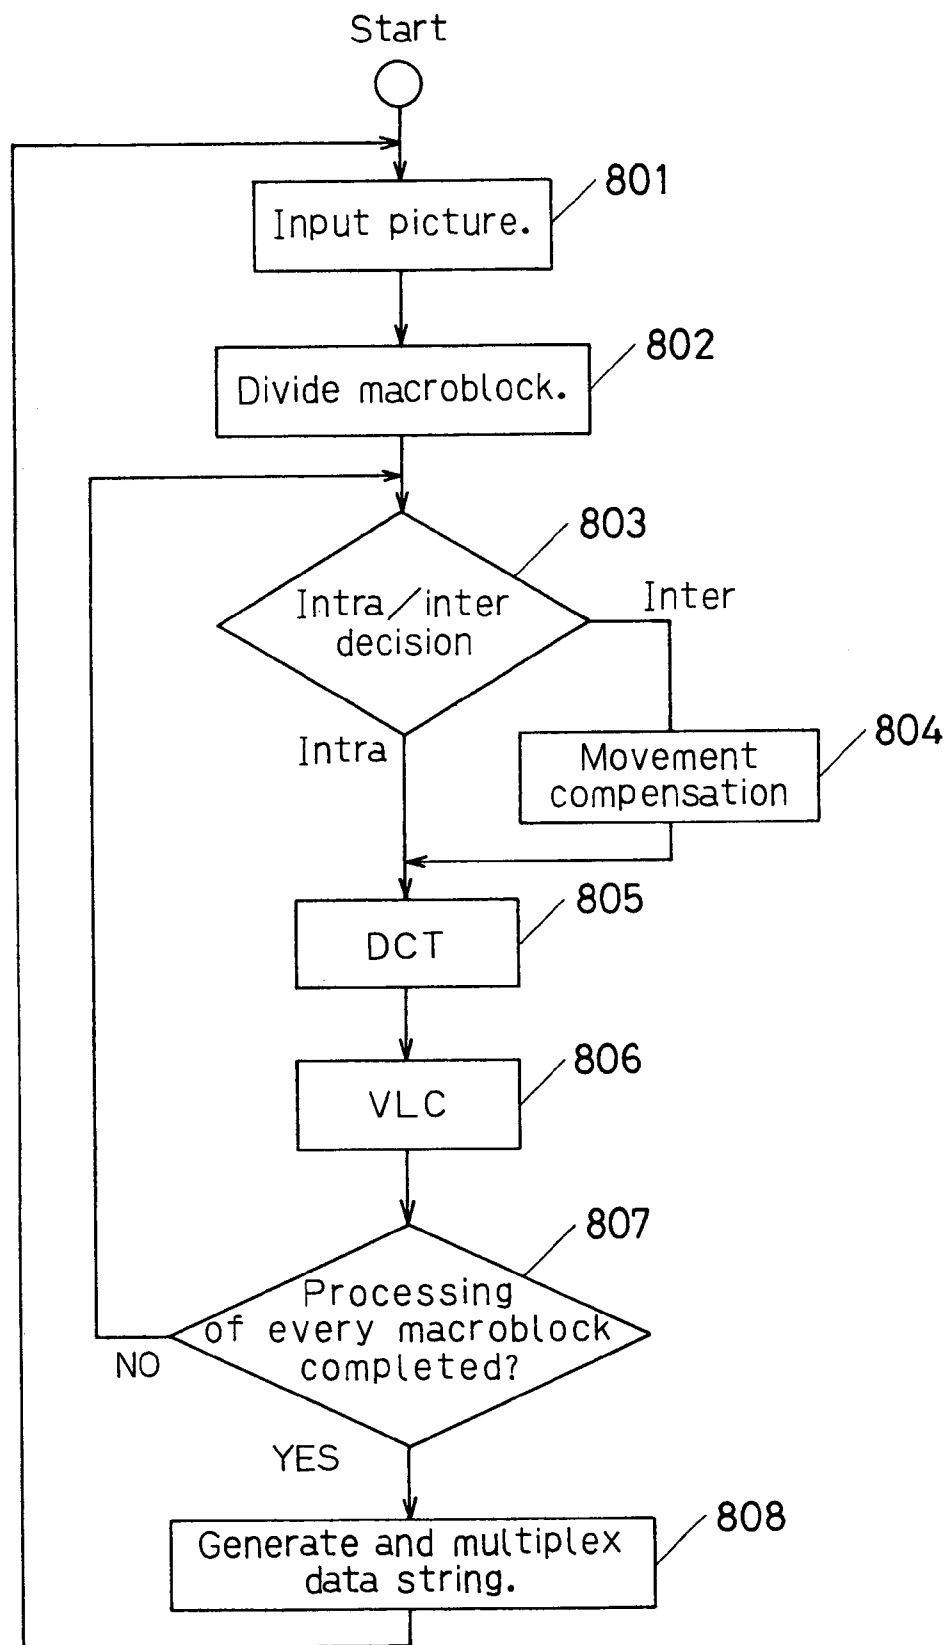 Start
801
Input picture.
802
Divide macroblock.
803
Intra/inter
decision
Inter
Intra
804
Movement
compensation
805
DCT
806
VLC
807
Processing
of every macroblock
completed?
NO
YES
808
Generate and multiplex
data string.